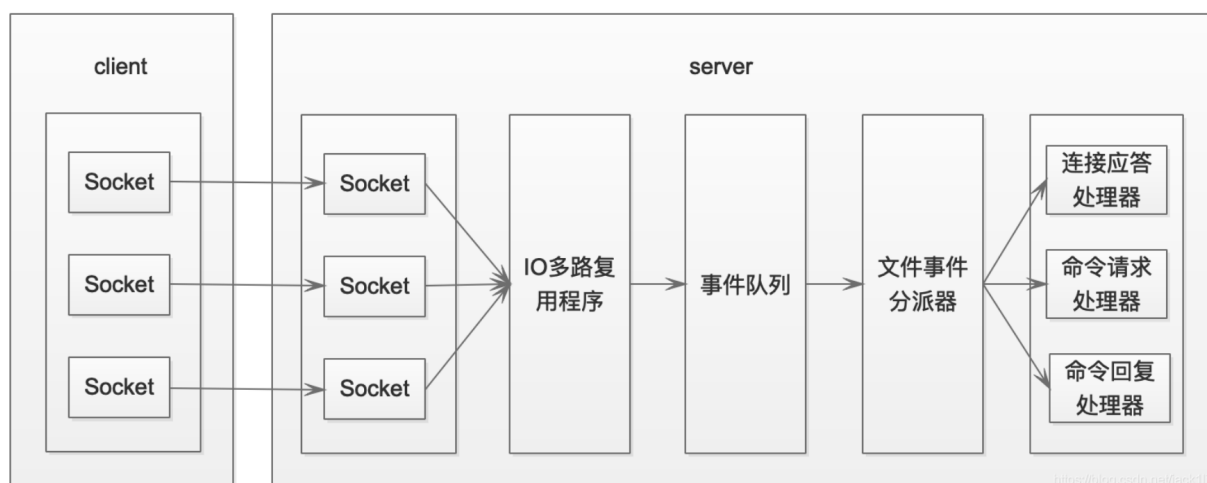 client
server
Socket
Socket
Socket
Socket
Socket
Socket
IO多路复
用程序
事件队列
文件事件
分派器
连接应答
处理器
命令请求
处理器
命令回复
处理器